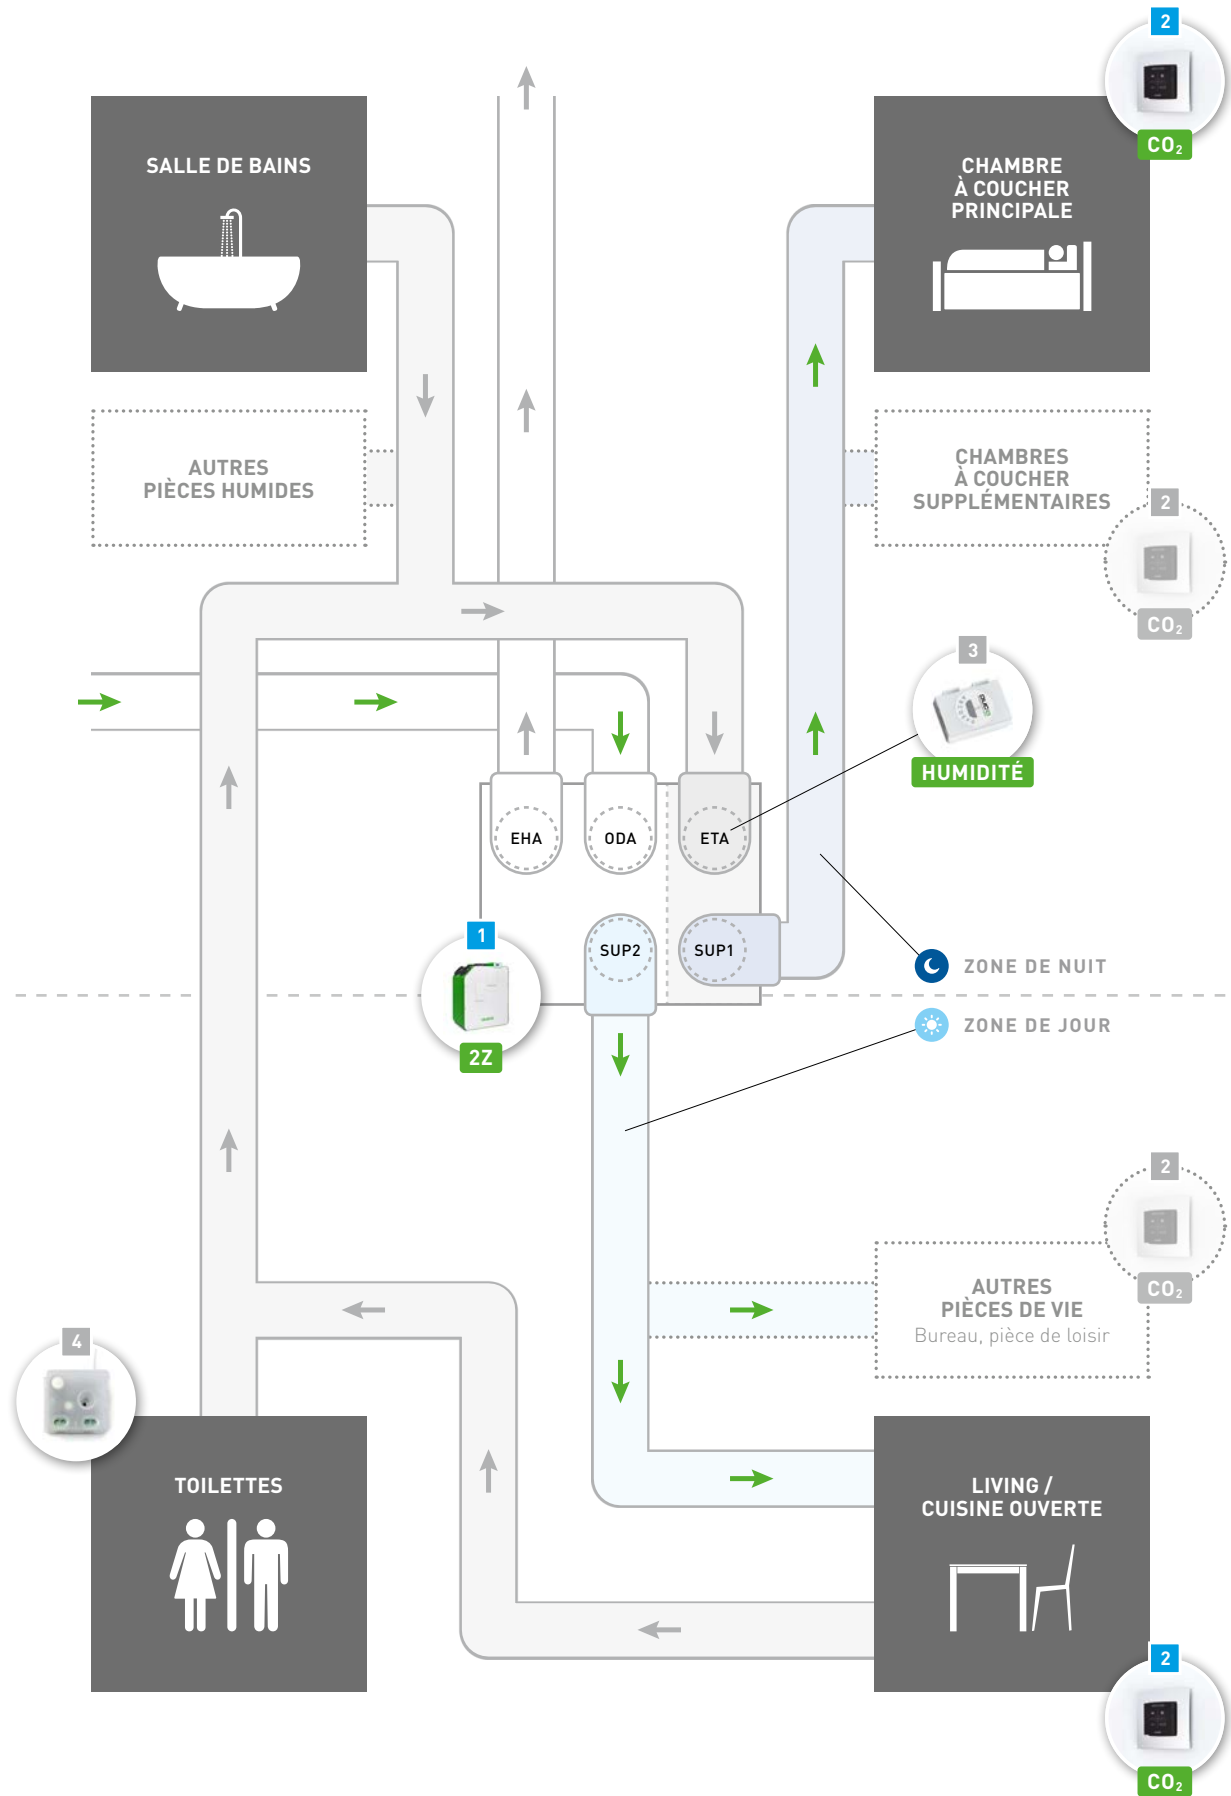 2
CO₂
SALLE DE BAINS
CHAMBRE
À COUCHER
PRINCIPALE
AUTRES
PIÈCES HUMIDES
CHAMBRES
À COUCHER
SUPPLÉMENTAIRES
2
CO₂
3
HUMIDITÉ
EHA
ODA
ETA
SUP2
SUP1
1
2Z
ZONE DE NUIT
ZONE DE JOUR
2
CO₂
AUTRES
PIÈCES DE VIE
Bureau, pièce de loisir
4
TOILETTES
LIVING /
CUISINE OUVERTE
2
CO₂